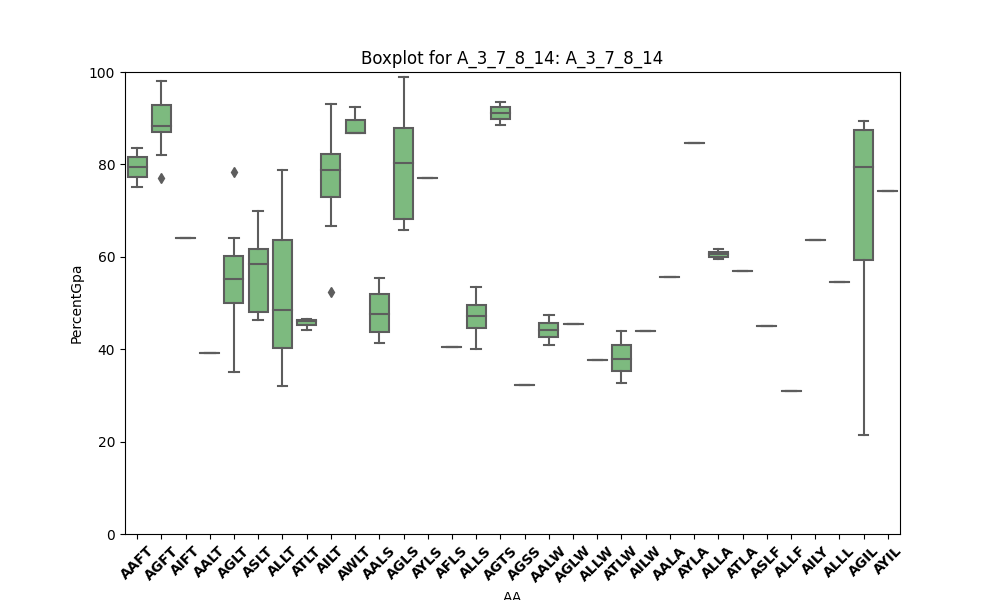 Boxplot for A_3_7_8_14: A_3_7_8_14
100
80
60
40
20
0
PercentGpa
AAFT AGFT AIFT AALT AGLT ASLT ALLT ATLT AILT AWLT AALS AGLS AYLS AFLS ALLS AGTS AGSS AALW AGLW ALLW ATLW AILW AALA AYLA ALLA ATLA ASLF ALLF AILY ALLL AGIL AYIL
AA